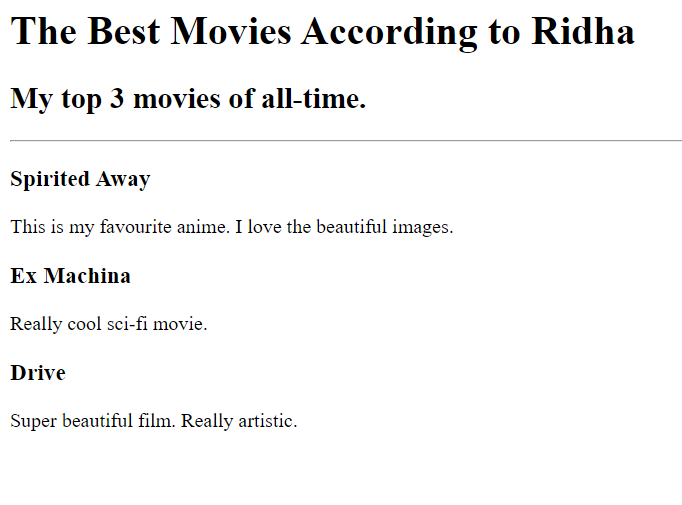 The Best Movies According to Ridha
My top 3 movies of all-time.
Spirited Away
This is my favourite anime. I love the beautiful images.
Ex Machina
Really cool sci-fi movie.
Drive
Super beautiful film. Really artistic.